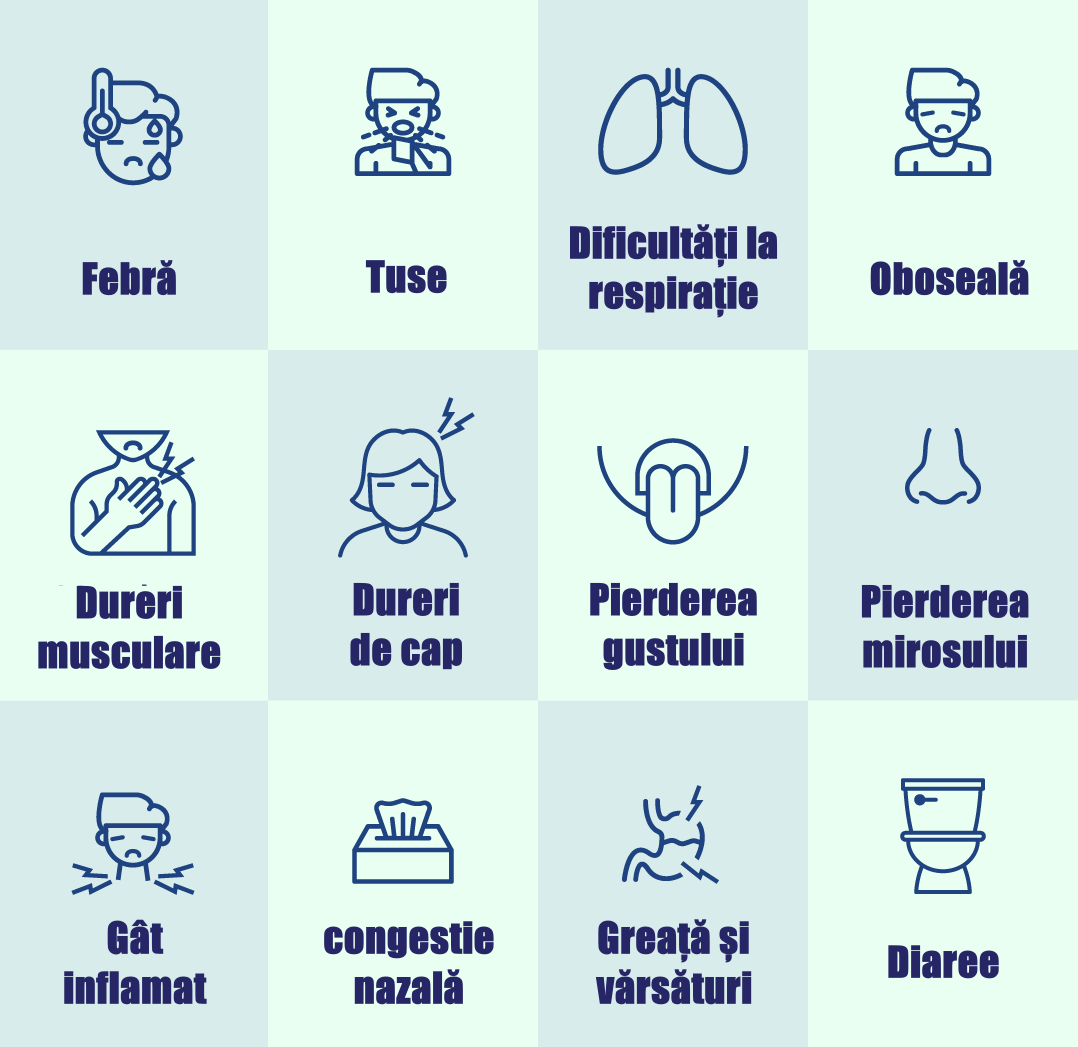 Febră
Tuse
Dificultăți la
respirație
Oboseală
Dureri
musculare
Dureri
de cap
Pierderea
gustului
Pierderea
mirosului
Gât
inflamat
congestie
nazală
Greață și
vărsături
Diaree